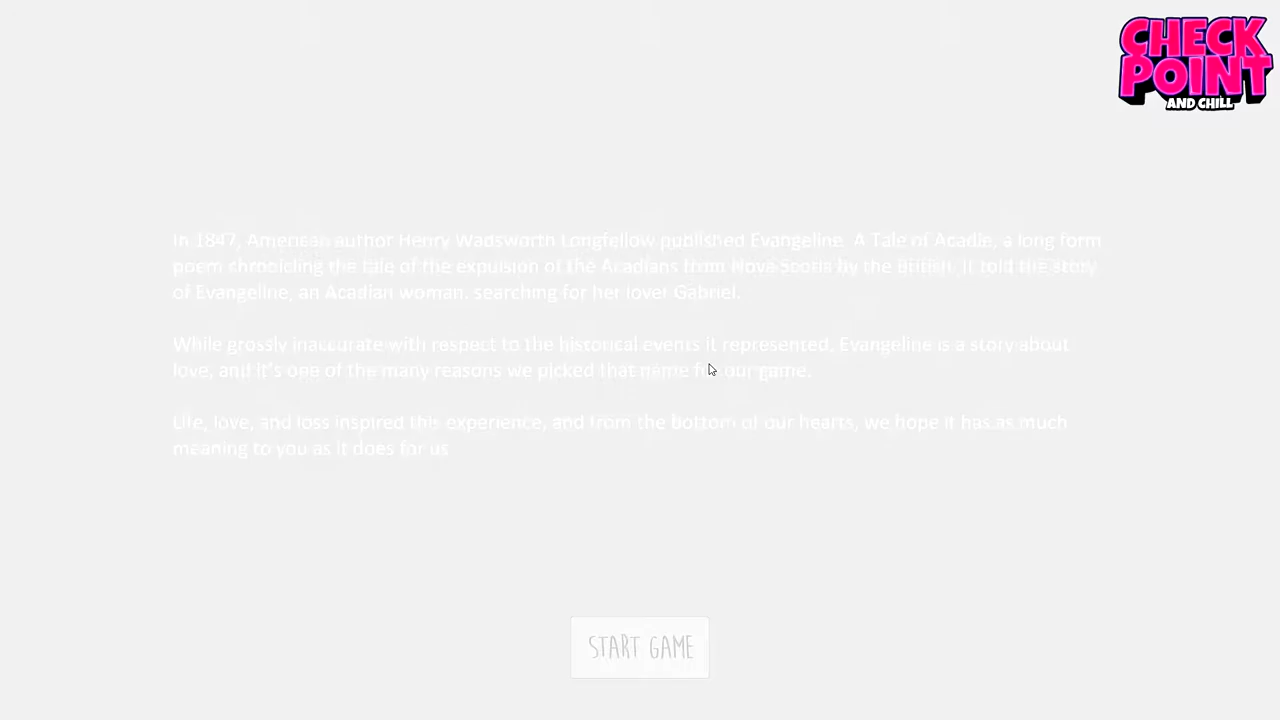 CHECK
POINT
AND CHILL
In 1847, American author Henry Wadsworth Longfellow published Evangeline. A Tale of Acadie, a long form
poem chronicling the tale of the expulsion of the Acadians from Nova Scotia by the British. It told the story
of Evangeline, an Acadian woman, searching for her lover Gabriel.
While grossly inaccurate with respect to the historical events it represented, Evangeline is a story about
love, and it's one of the many reasons we picked that name for our game.
Life, love, and loss inspired this experience, and from the bottom of our hearts, we hope it has as much
meaning to you as it does for us
START GAME